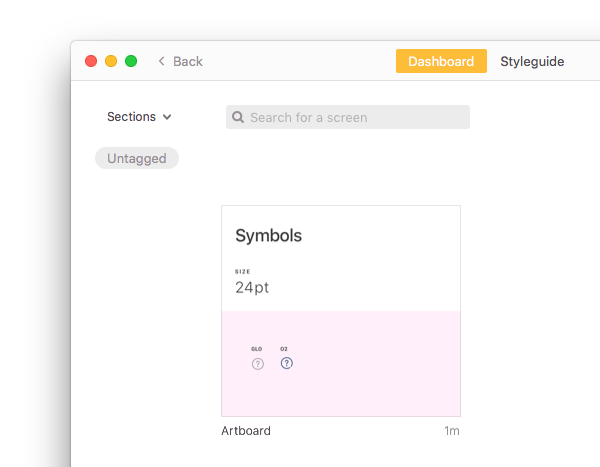 Back
Dashboard
Styleguide
Sections
Search for a screen
Untagged
Symbols
SIZE
24pt
GLO
O2
?
?
Artboard
1m